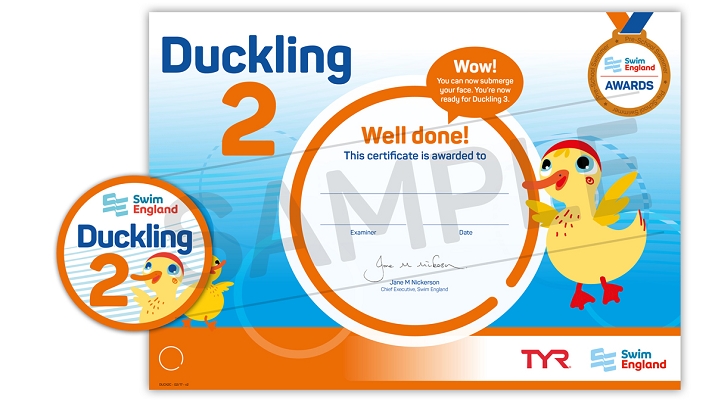 Duckling
2
Wow!
You can now submerge
your face. You're now
ready for Duckling 3.
Swim
England
AWARDS
Well done!
This certificate is awarded to
SAMPLE
Examiner
Date
Jane M Nickerson
Jane M Nickerson
Chief Executive, Swim England
Swim
England
Duckling
2
TYR
Swim
England